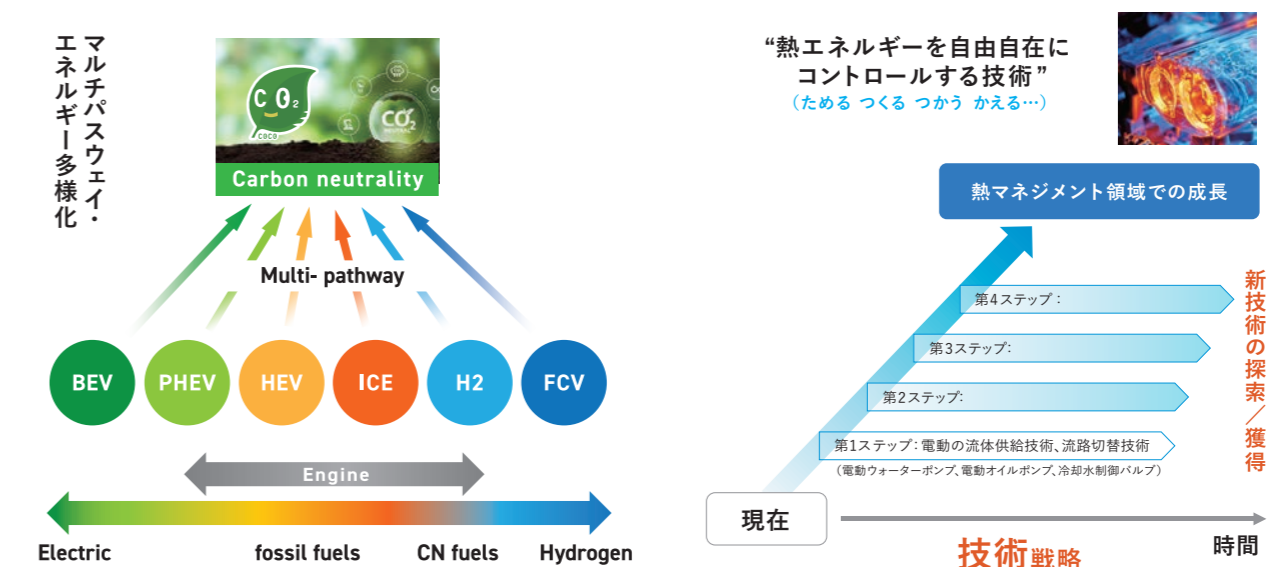 マルチパスウェイ・
エネルギー多様化
CO₂
COCO
CO₂
NEUTRAL
Carbon neutrality
Multi- pathway
BEV
PHEV
HEV
ICE
H2
FCV
Engine
Electric
fossil fuels
CN fuels
Hydrogen
“熱エネルギーを自由自在に
コントロールする技術”
(ためる つくる つかう かえる…)
熱マネジメント領域での成長
第4ステップ：
第3ステップ：
第2ステップ：
第1ステップ：電動の流体供給技術、流路切替技術
(電動ウォーターポンプ、電動オイルポンプ、冷却水制御バルブ)
新技術の探索／獲得
現在
技術戦略
時間